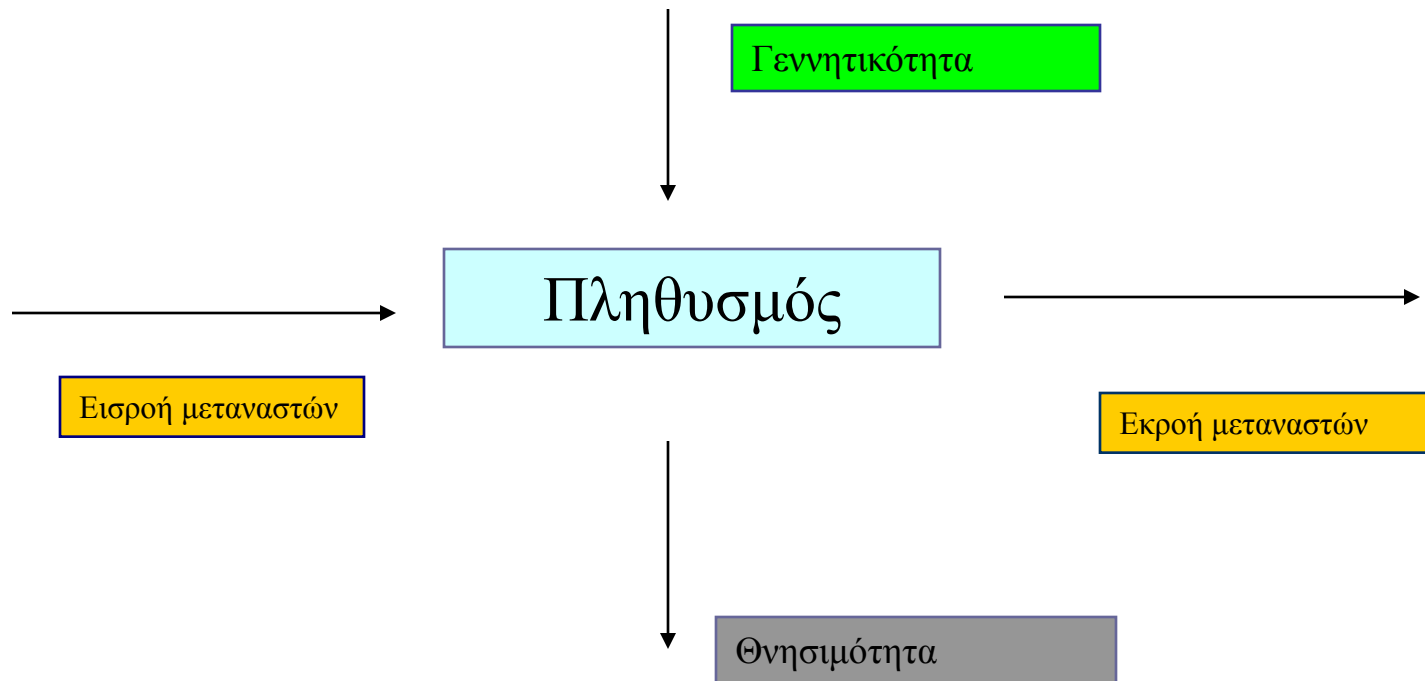 Γεννητικότητα
Πληθυσμός
Εισροή μεταναστών
Εκροή μεταναστών
Θνησιμότητα